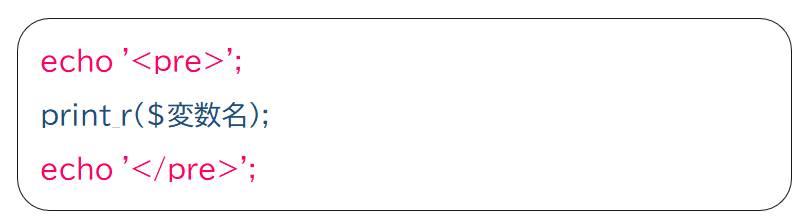 echo ’<pre>’;
print_r($変数名);
echo ’</pre>’;